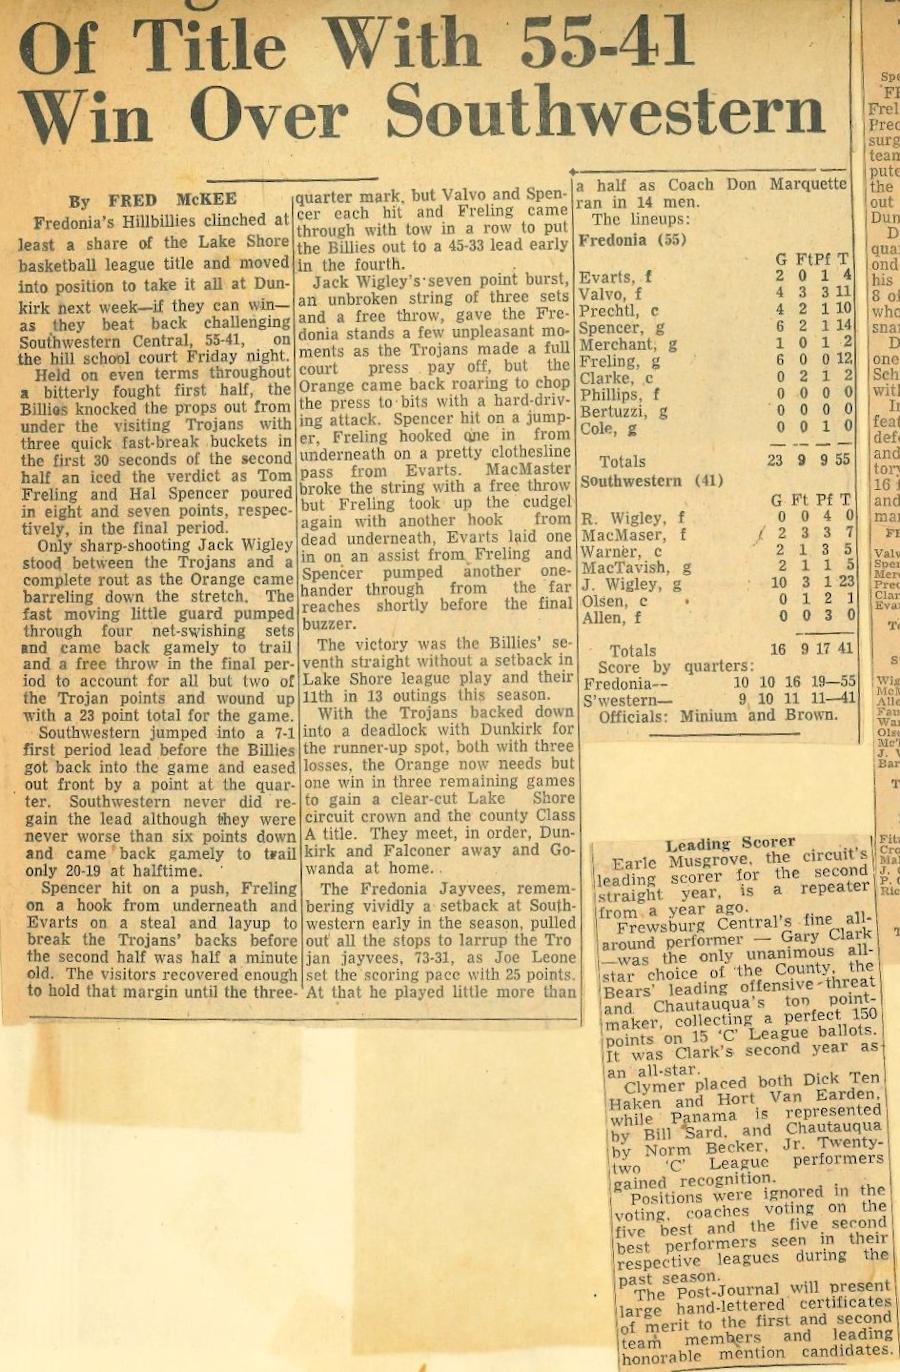 Of Title With 55-41
Win Over Southwestern
By FRED McKEE
Fredonia's Hillbillies clinched at
least a share of the Lake Shore
basketball league title and moved
into position to take it all at Dun-
kirk next week—if they can win—
as they beat back challenging
Southwestern Central, 55-41, on
the hill school court Friday night.
Held on even terms throughout
a bitterly fought first half, the
Billies knocked the props out from
under the visiting Trojans with
three quick fast-break buckets in
the first 30 seconds of the second
half an iced the verdict as Tom
Freling and Hal Spencer poured
in eight and seven points, respec-
tively, in the final period.
Only sharp-shooting Jack Wigley
stood between the Trojans and a
complete rout as the Orange came
barreling down the stretch. The
fast moving little guard pumped
through four net-swishing sets
and came back gamely to trail
and a free throw in the final per-
iod to account for all but two of
the Trojan points and wound up
with a 23 point total for the game.
Southwestern jumped into a 7-1
first period lead before the Billies
got back into the game and eased
out front by a point at the quar-
ter. Southwestern never did re-
gain the lead although they were
never worse than six points down
and came back gamely to trail
only 20-19 at halftime.
Spencer hit on a push, Freling
on a hook from underneath and
Evarts on a steal and layup to
break the Trojans' backs before
the second half was half a minute
old. The visitors recovered enough
to hold that margin until the three-
quarter mark, but Valvo and Spen-
cer each hit and Freling came
through with tow in a row to put
the Billies out to a 45-33 lead early
in the fourth.
Jack Wigley's seven point burst,
an unbroken string of three sets
and a free throw, gave the Fre-
donia stands a few unpleasant mo-
ments as the Trojans made a full
court press pay off, but the
Orange came back roaring to chop
the press to bits with a hard-driv-
ing attack. Spencer hit on a jump-
er, Freling hooked one in from
underneath on a pretty clothesline
pass from Evarts. MacMaster
broke the string with a free throw
but Freling took up the cudgel
again with another hook from
dead underneath, Evarts laid one
in on an assist from Freling and
Spencer pumped another one-
hander through from the far
reaches shortly before the final
buzzer.
The victory was the Billies' se-
venth straight without a setback in
Lake Shore league play and their
11th in 13 outings this season.
With the Trojans backed down
into a deadlock with Dunkirk for
the runner-up spot, both with three
losses, the Orange now needs but
one win in three remaining games
to gain a clear-cut Lake Shore
circuit crown and the county Class
A title. They meet, in order, Dun-
kirk and Falconer away and Go-
wanda at home.
The Fredonia Jayvees, remem-
bering vividly a setback at South-
western early in the season, pulled
out all the stops to larrup the Tro
jan jayvees, 73-31, as Joe Leone
set the scoring pace with 25 points.
At that he played little more than
a half as Coach Don Marquette
ran in 14 men.
The lineups:
Fredonia (55)
G Ft Pf T
Evarts, f 2 0 1 4
Valvo, f 4 3 3 11
Prechtl, c 4 2 1 10
Spencer, g 6 2 1 14
Merchant, g 1 0 1 2
Freling, g 6 0 0 12
Clarke, c 0 2 1 2
Phillips, f 0 0 0 0
Bertuzzi, g 0 0 0 0
Cole, g 0 0 1 0
Totals 23 9 9 55
Southwestern (41)
G Ft Pf T
R. Wigley, f 0 0 4 0
MacMaser, f 2 3 3 7
Warner, c 2 1 3 5
MacTavish, g 2 1 1 5
J. Wigley, g 10 3 1 23
Olsen, c 0 1 2 1
Allen, f 0 0 3 0
Totals 16 9 17 41
Score by quarters:
Fredonia-- 10 10 16 19—55
S'western— 9 10 11 11—41
Officials: Minium and Brown.
Leading Scorer
Earle Musgrove, the circuit's
leading scorer for the second
straight year, is a repeater
from a year ago.
Frewsburg Central's fine all-
around performer — Gary Clark
—was the only unanimous all-
star choice of the County, the
Bears' leading offensive threat
and Chautauqua's top point-
maker, collecting a perfect 150
points on 15 'C' League ballots.
It was Clark's second year as
an all-star.
Clymer placed both Dick Ten
Haken and Hort Van Earden,
while Panama is represented
by Bill Sard, and Chautauqua
by Norm Becker, Jr. Twenty-
two 'C' League performers
gained recognition.
Positions were ignored in the
voting, coaches voting on the
five best and the five second
best performers seen in their
respective leagues during the
past season.
The Post-Journal will present
large hand-lettered certificates
of merit to the first and second
team members and leading
honorable mention candidates.